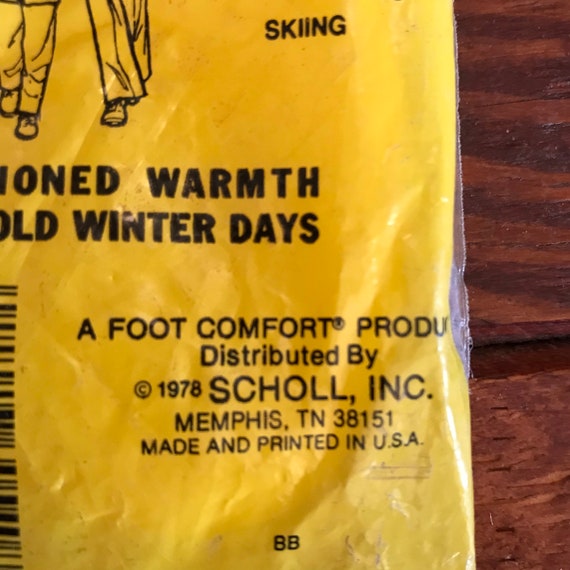 SKIING
IONED WARMTH
OLD WINTER DAYS
A FOOT COMFORT® PRODU
Distributed By
© 1978 SCHOLL, INC.
MEMPHIS, TN 38151
MADE AND PRINTED IN U.S.A.
BB